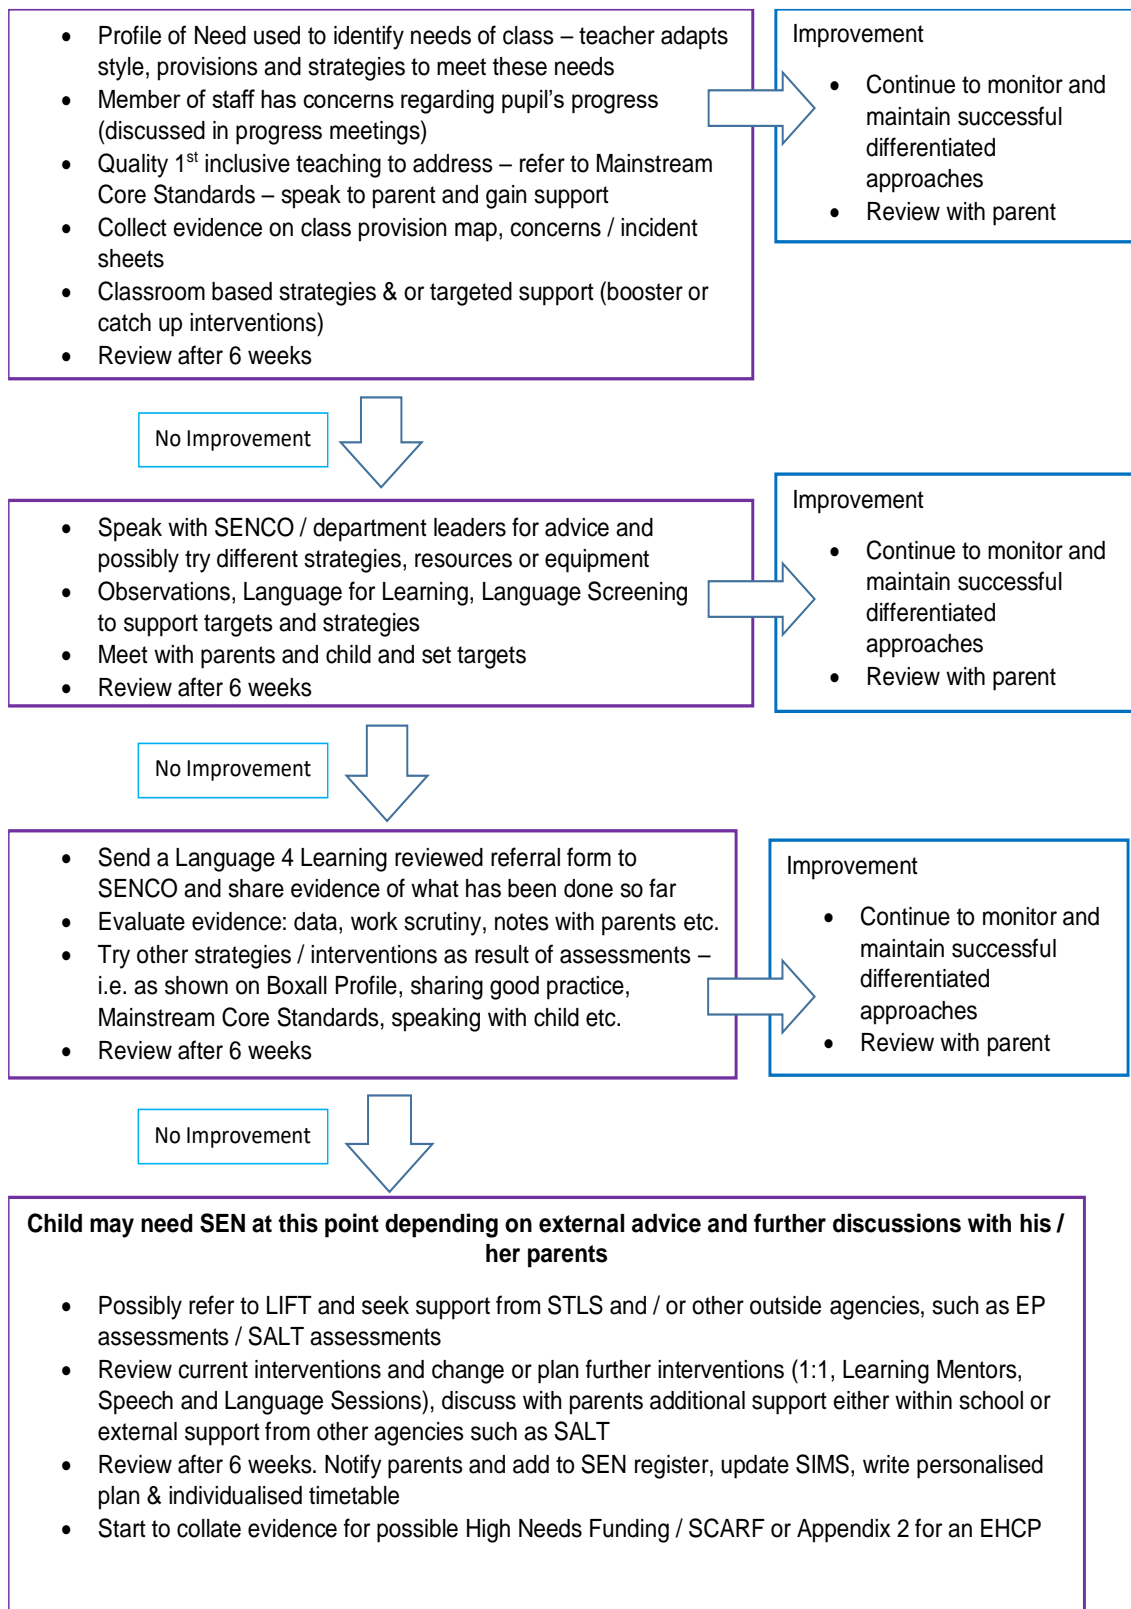 • Profile of Need used to identify needs of class – teacher adapts
style, provisions and strategies to meet these needs
• Member of staff has concerns regarding pupil's progress
(discussed in progress meetings)
• Quality 1st inclusive teaching to address – refer to Mainstream
Core Standards – speak to parent and gain support
• Collect evidence on class provision map, concerns / incident
sheets
• Classroom based strategies & or targeted support (booster or
catch up interventions)
• Review after 6 weeks
Improvement
• Continue to monitor and
maintain successful
differentiated
approaches
• Review with parent
No Improvement
• Speak with SENCO / department leaders for advice and
possibly try different strategies, resources or equipment
• Observations, Language for Learning, Language Screening
to support targets and strategies
• Meet with parents and child and set targets
• Review after 6 weeks
Improvement
• Continue to monitor and
maintain successful
differentiated
approaches
• Review with parent
No Improvement
• Send a Language 4 Learning reviewed referral form to
SENCO and share evidence of what has been done so far
• Evaluate evidence: data, work scrutiny, notes with parents etc.
• Try other strategies / interventions as result of assessments –
i.e. as shown on Boxall Profile, sharing good practice,
Mainstream Core Standards, speaking with child etc.
• Review after 6 weeks
Improvement
• Continue to monitor and
maintain successful
differentiated
approaches
• Review with parent
No Improvement
Child may need SEN at this point depending on external advice and further discussions with his /
her parents
• Possibly refer to LIFT and seek support from STLS and / or other outside agencies, such as EP
assessments / SALT assessments
• Review current interventions and change or plan further interventions (1:1, Learning Mentors,
Speech and Language Sessions), discuss with parents additional support either within school or
external support from other agencies such as SALT
• Review after 6 weeks. Notify parents and add to SEN register, update SIMS, write personalised
plan & individualised timetable
• Start to collate evidence for possible High Needs Funding / SCARF or Appendix 2 for an EHCP